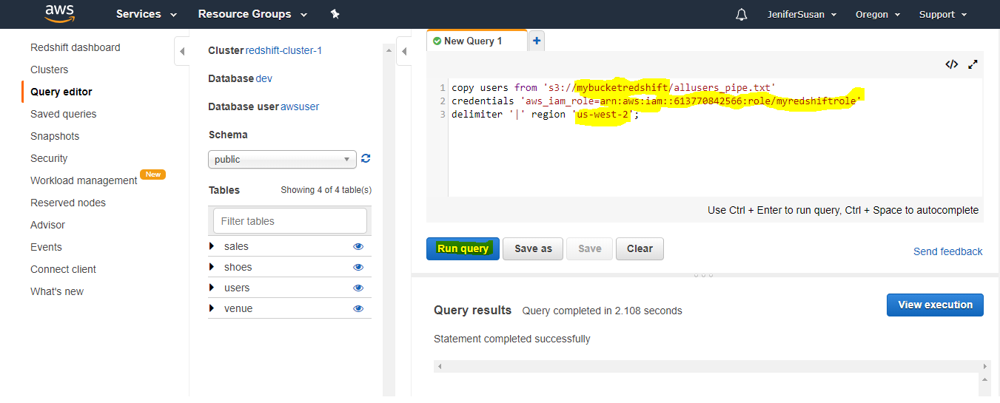 aws
Services
Resource Groups
JeniferSusan
Oregon
Support
Redshift dashboard
Clusters
Query editor
Saved queries
Snapshots
Security
Workload management New
Reserved nodes
Advisor
Events
Connect client
What's new
Cluster redshift-cluster-1
Database dev
Database user awsuser
Schema
public
Tables Showing 4 of 4 table(s)
Filter tables
sales
shoes
users
venue
New Query 1 +
</>
1 copy users from 's3://mybucketredshift/allusers_pipe.txt'
2 credentials 'aws_iam_role=arn:aws:iam::613770842566:role/myredshiftrole'
3 delimiter '|' region 'us-west-2';
Use Ctrl + Enter to run query, Ctrl + Space to autocomplete
Run query Save as Save Clear
Send feedback
Query results Query completed in 2.108 seconds
View execution
Statement completed successfully